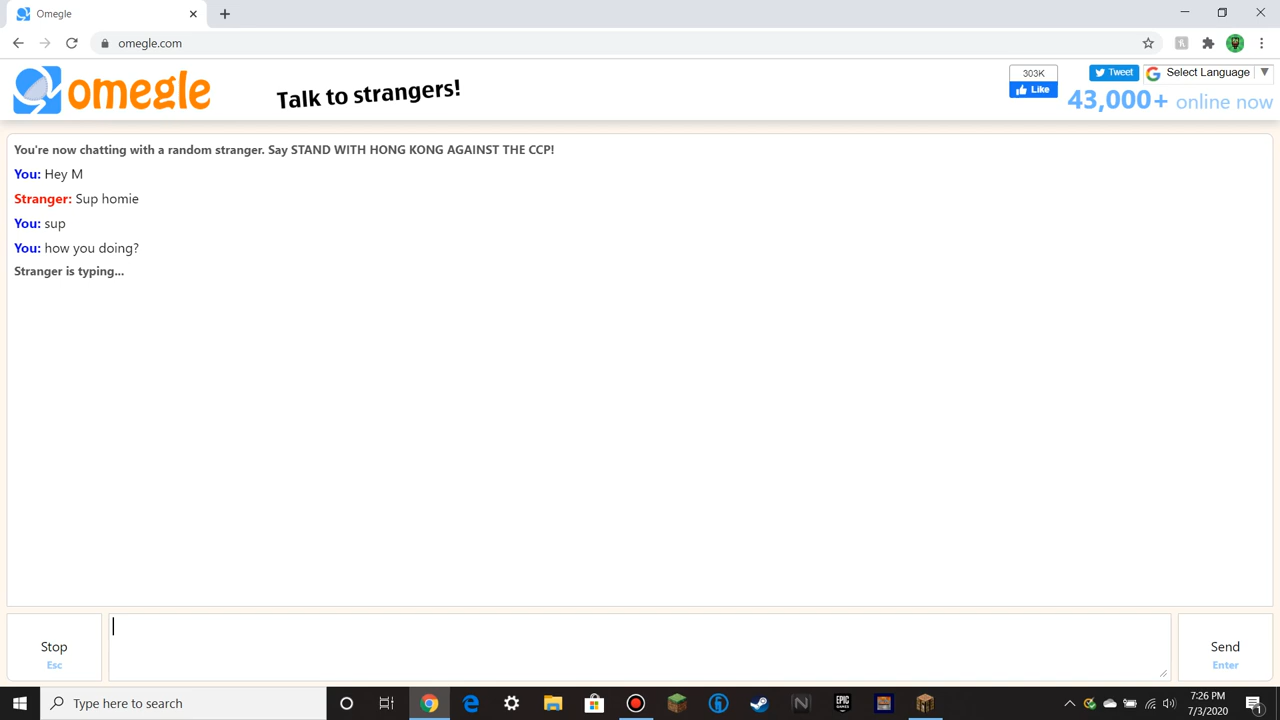 Omegle
omegle.com
omegle
Talk to strangers!
303K
Like
Tweet
Select Language
43,000+ online now
You're now chatting with a random stranger. Say STAND WITH HONG KONG AGAINST THE CCP!
You: Hey M
Stranger: Sup homie
You: sup
You: how you doing?
Stranger is typing...
Stop
Esc
Send
Enter
Type here to search
EPIC GAMES
7:26 PM
7/3/2020
1